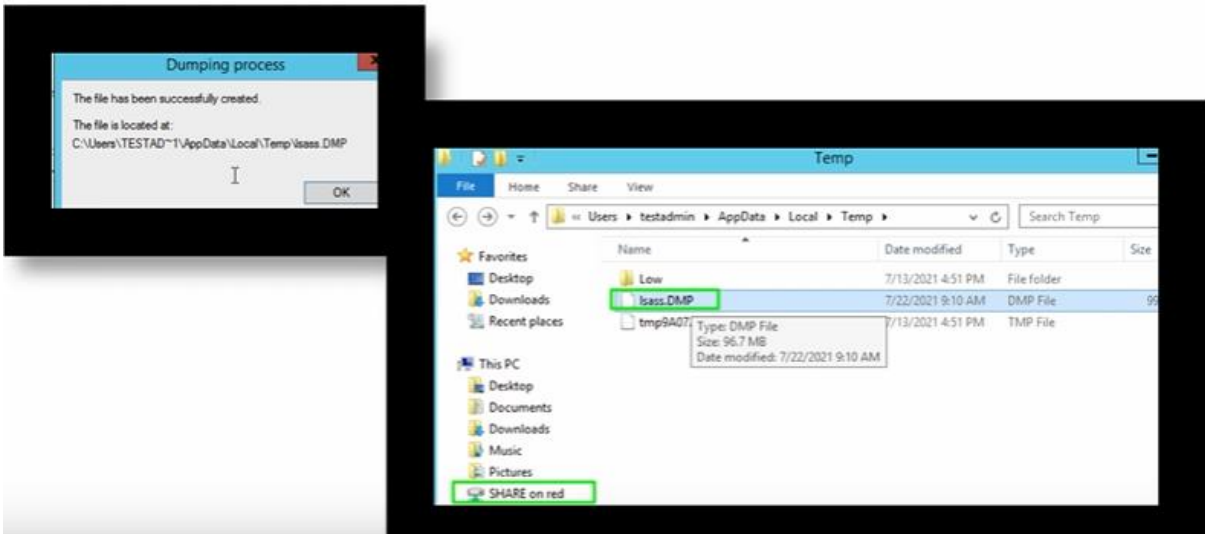 Dumping process
The file has been successfully created.
The file is located at:
C:\Users\TESTAD~1\AppData\Local\Temp\lsass.DMP
OK
Temp
File Home Share View
« Users ▸ testadmin ▸ AppData ▸ Local ▸ Temp ▸
Search Temp
Name Date modified Type Size
Favorites
Desktop
Downloads
Recent places
This PC
Desktop
Documents
Downloads
Music
Pictures
SHARE on red
Low 7/13/2021 4:51 PM File folder
lsass.DMP 7/22/2021 9:10 AM DMP File 99
tmp9A07. 7/13/2021 4:51 PM TMP File
Type: DMP File
Size: 96.7 MB
Date modified: 7/22/2021 9:10 AM